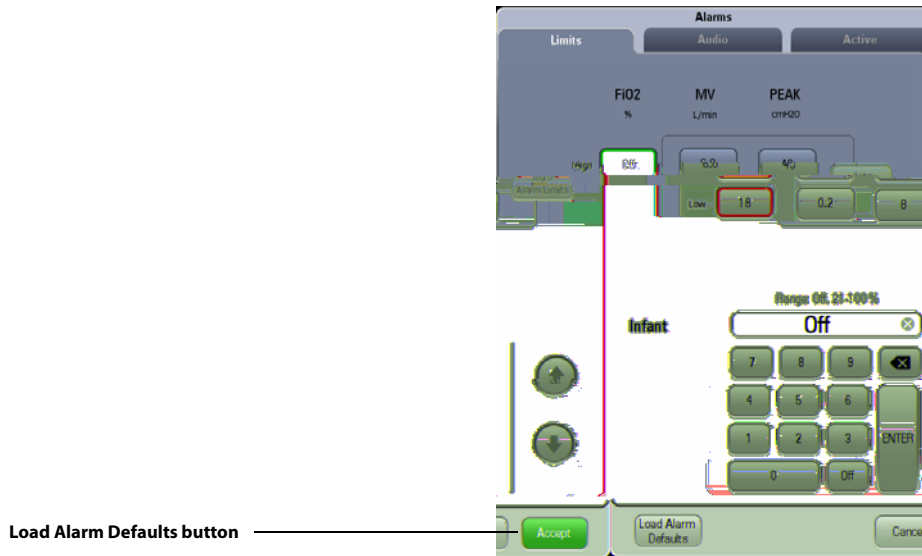 Alarms
Limits Audio Active
FiO2 MV PEAK
% L/min cmH2O
High Off
Alarm Limits
Low 18 0.2 8
Range: Off, 21-100%
Infant Off
7 8 9
4 5 6
1 2 3 ENTER
0 Off
Load Alarm Defaults button
Accept
Load Alarm
Defaults